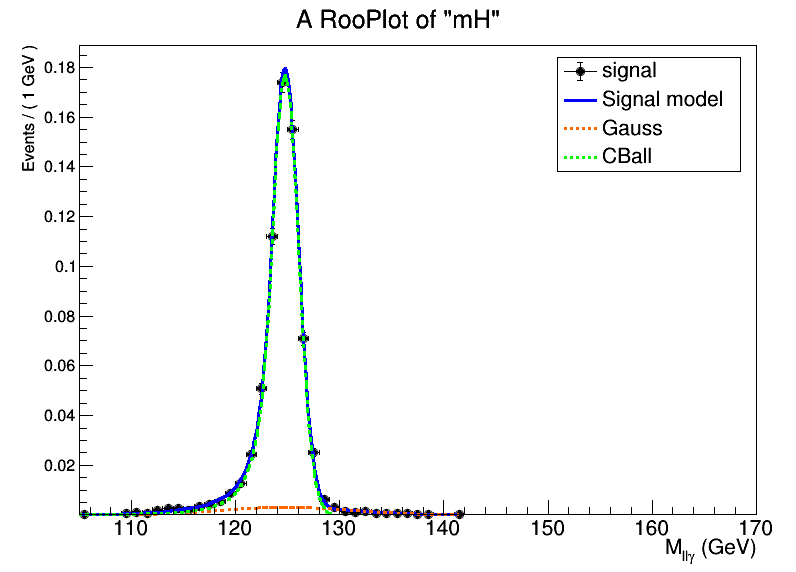 A RooPlot of "mH"
Events / ( 1 GeV )
0.18
0.16
0.14
0.12
0.1
0.08
0.06
0.04
0.02
signal
Signal model
Gauss
CBall
110 120 130 140 150 160 170
M_llγ (GeV)